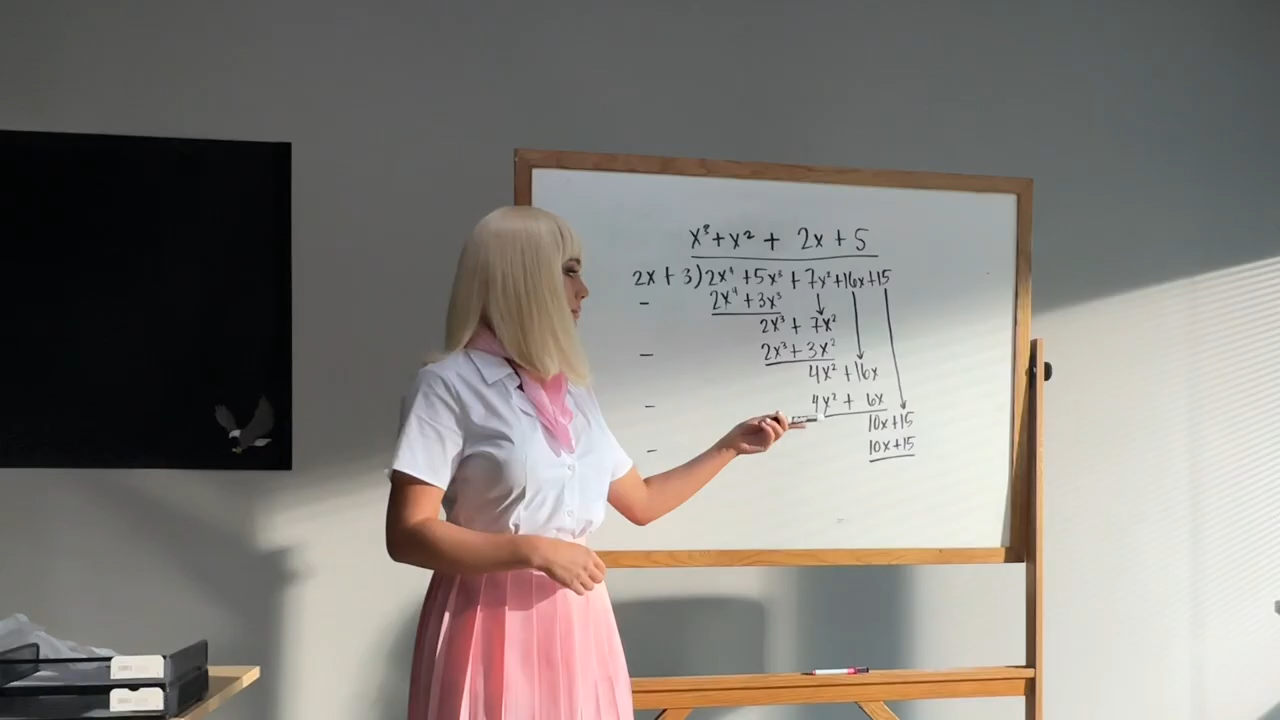 x³ + x² + 2x + 5
2x + 3)2x⁴ + 5x³ + 7x² + 16x + 15
- 2x⁴ + 3x³
2x³ + 7x²
- 2x³ + 3x²
4x² + 16x
- 4x² + 6x
10x + 15
- 10x + 15